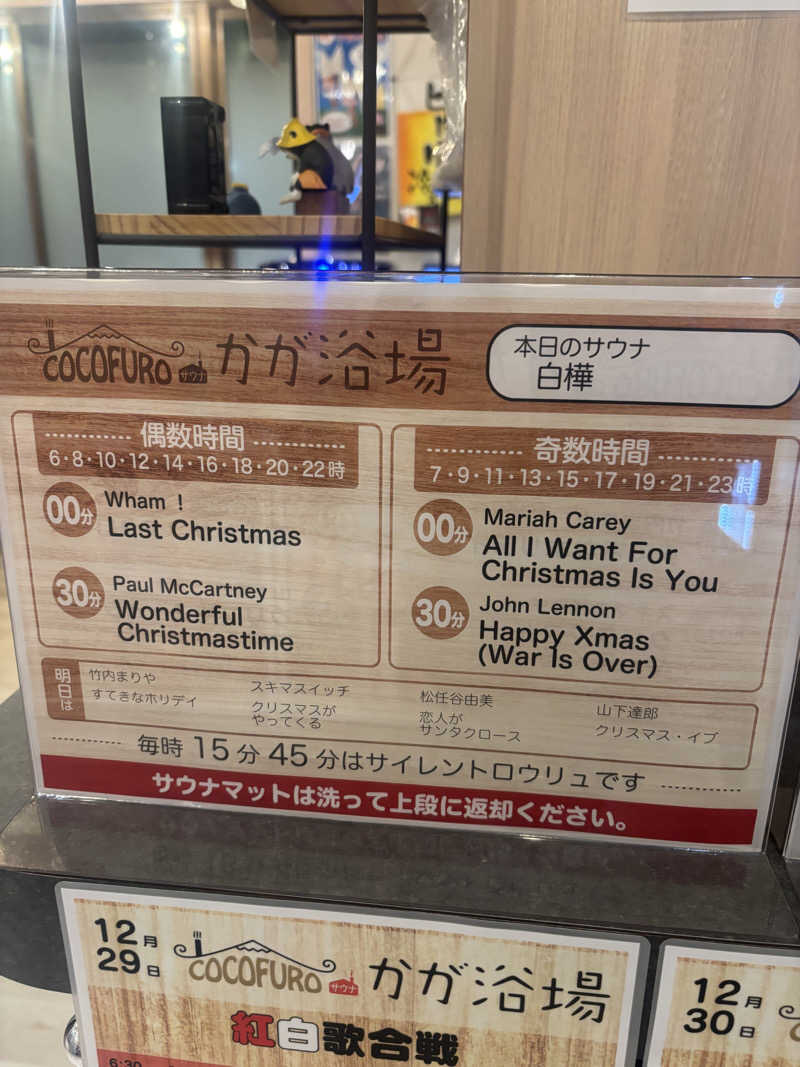 COCOFURO サウナ かが浴場
本日のサウナ
白樺
偶数時間
6・8・10・12・14・16・18・20・22時
00分
Wham！
Last Christmas
30分
Paul McCartney
Wonderful
Christmastime
奇数時間
7・9・11・13・15・17・19・21・23時
00分
Mariah Carey
All I Want For
Christmas Is You
30分
John Lennon
Happy Xmas
(War Is Over)
明日は
竹内まりや
すてきなホリデイ
スキマスイッチ
クリスマスが
やってくる
松任谷由美
恋人が
サンタクロース
山下達郎
クリスマス・イブ
毎時 15分 45分はサイレントロウリュです
サウナマットは洗って上段に返却ください。
12月
29日
COCOFURO サウナ かが浴場
紅白歌合戦
6:30
12月
30日